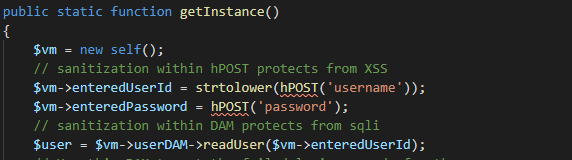 public static function getInstance()
{
$vm = new self();
// sanitization within hPOST protects from XSS
$vm->enteredUserId = strtolower(hPOST('username'));
$vm->enteredPassword = hPOST('password');
// sanitization within DAM protects from sqli
$user = $vm->userDAM->readUser($vm->enteredUserId);